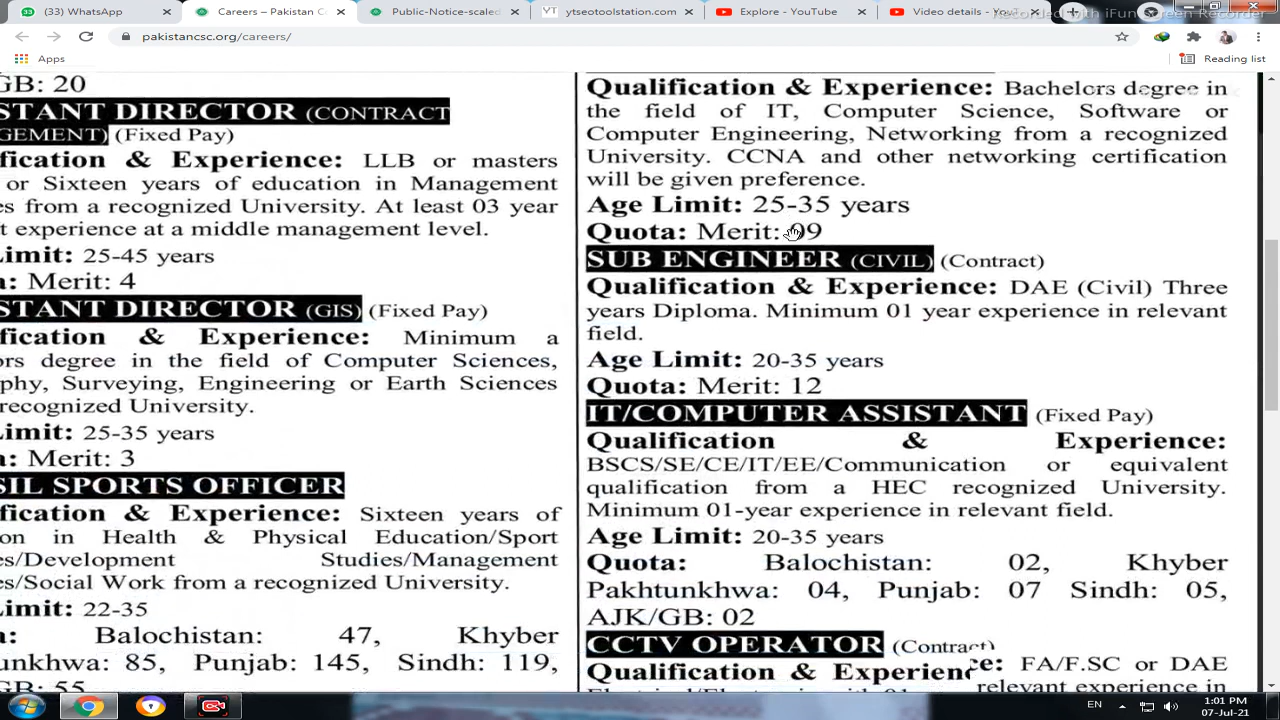 (33) WhatsApp
Careers – Pakistan C
Public-Notice-scaled
ytseotoolstation.com
Explore - YouTube
Video details - YouT
Recorded with iFun Screen Recorder
pakistancsc.org/careers/
Apps
Reading list
GB: 20
STANT DIRECTOR (CONTRACT
GEMENT) (Fixed Pay)
fication & Experience: LLB or masters
or Sixteen years of education in Management
es from a recognized University. At least 03 year
t experience at a middle management level.
Limit: 25-45 years
a: Merit: 4
STANT DIRECTOR (GIS) (Fixed Pay)
fication & Experience: Minimum a
ors degree in the field of Computer Sciences,
phy, Surveying, Engineering or Earth Sciences
recognized University.
Limit: 25-35 years
a: Merit: 3
SIL SPORTS OFFICER
fication & Experience: Sixteen years of
on in Health & Physical Education/Sport
es/Development Studies/Management
es/Social Work from a recognized University.
Limit: 22-35
a: Balochistan: 47, Khyber
unkhwa: 85, Punjab: 145, Sindh: 119,
GB: 55
Qualification & Experience: Bachelors degree in
the field of IT, Computer Science, Software or
Computer Engineering, Networking from a recognized
University. CCNA and other networking certification
will be given preference.
Age Limit: 25-35 years
Quota: Merit: 09
SUB ENGINEER (CIVIL) (Contract)
Qualification & Experience: DAE (Civil) Three
years Diploma. Minimum 01 year experience in relevant
field.
Age Limit: 20-35 years
Quota: Merit: 12
IT/COMPUTER ASSISTANT (Fixed Pay)
Qualification & Experience:
BSCS/SE/CE/IT/EE/Communication or equivalent
qualification from a HEC recognized University.
Minimum 01-year experience in relevant field.
Age Limit: 20-35 years
Quota: Balochistan: 02, Khyber
Pakhtunkhwa: 04, Punjab: 07 Sindh: 05,
AJK/GB: 02
CCTV OPERATOR (Contract)
Qualification & Experience: FA/F.SC or DAE
relevant experience in
EN
1:01 PM
07-Jul-21